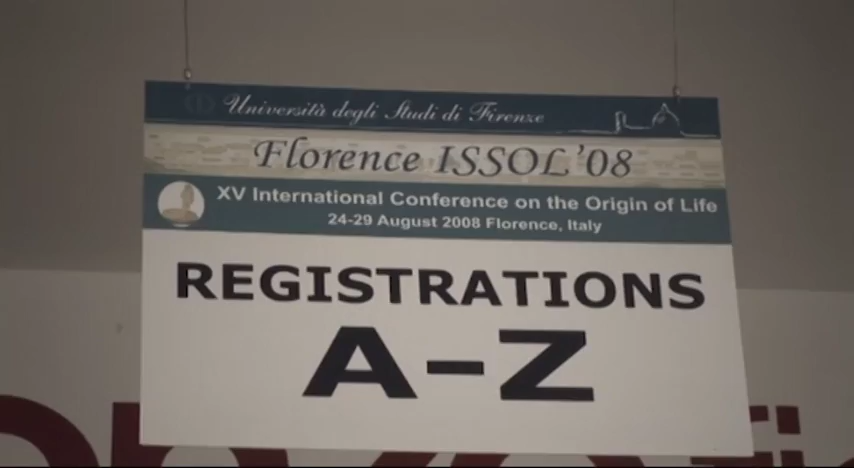 Università degli Studi di Firenze
Florence ISSOL'08
XV International Conference on the Origin of Life
24-29 August 2008 Florence, Italy
REGISTRATIONS
A–Z